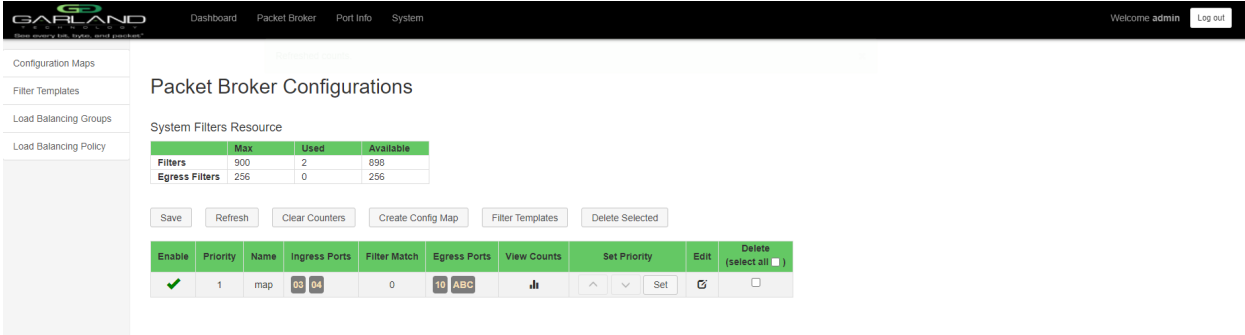 GARLAND
TECHNOLOGY
See every bit, byte, and packet®
Dashboard Packet Broker Port Info System
Welcome admin Log out
Configuration Maps
Filter Templates
Load Balancing Groups
Load Balancing Policy
Packet Broker Configurations
System Filters Resource
Max Used Available
Filters 900 2 898
Egress Filters 256 0 256
Save Refresh Clear Counters Create Config Map Filter Templates Delete Selected
Enable Priority Name Ingress Ports Filter Match Egress Ports View Counts Set Priority Edit Delete
(select all )
1 map 03 04 0 10 ABC Set